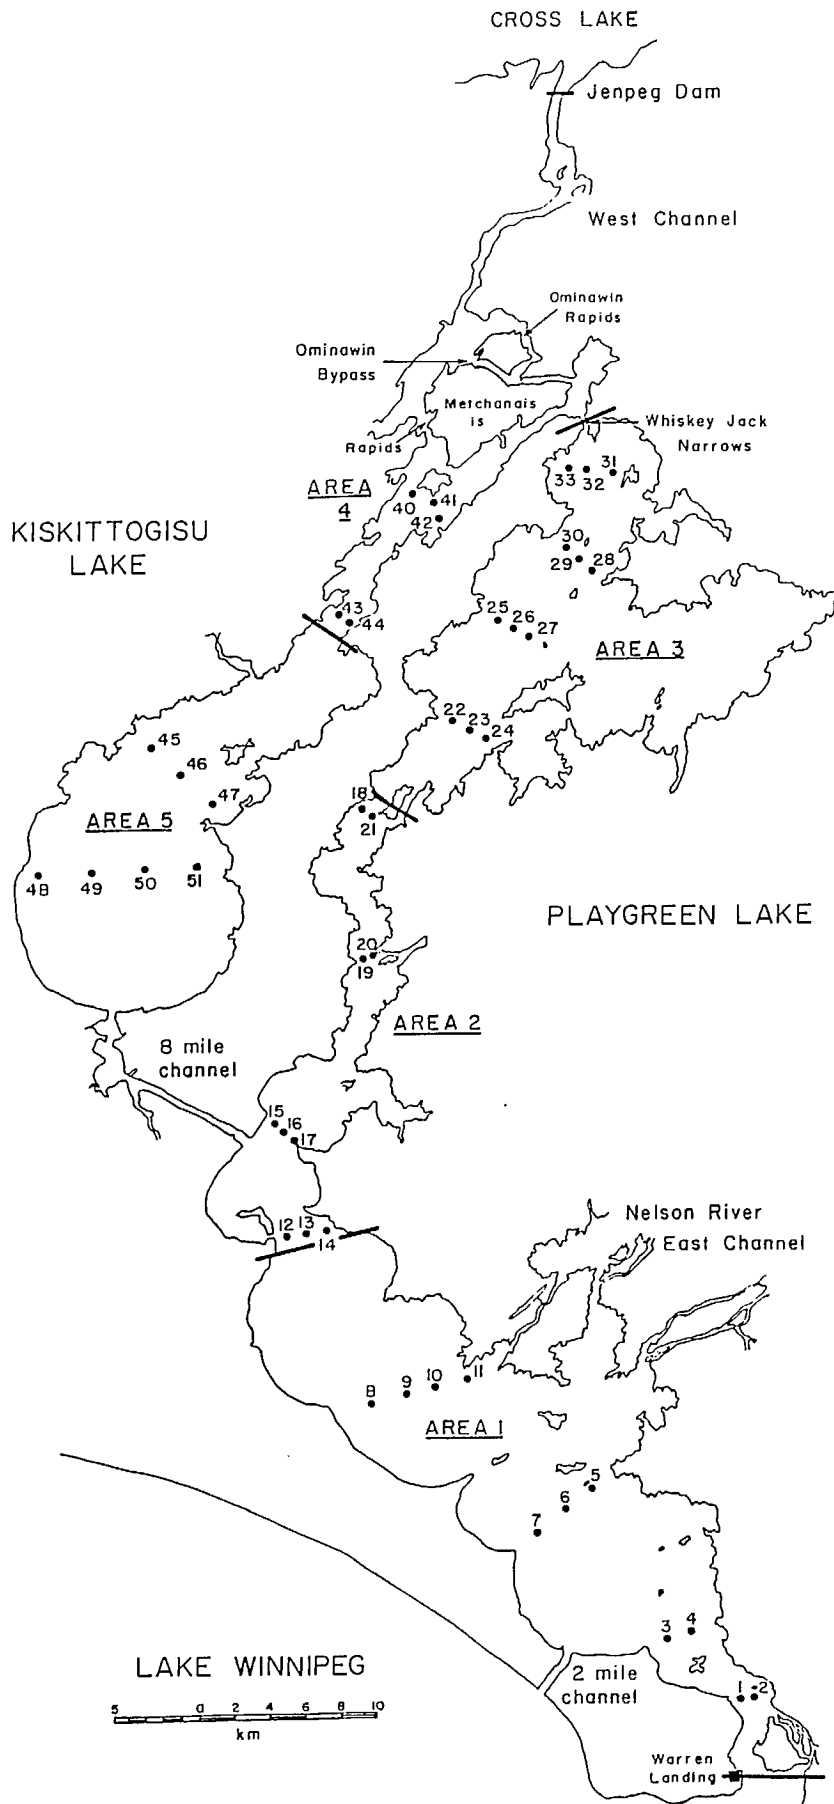 CROSS LAKE
Jenpeg Dam
West Channel
Ominawin
Rapids
Ominawin
Bypass
Metchanais
is
Rapids
Whiskey Jack
Narrows
31
33
32
AREA
4
40
41
42
KISKITTOGISU
LAKE
30
29
28
43
44
25
26
27
AREA 3
22
23
24
45
46
47
18
21
AREA 5
48
49
50
51
PLAYGREEN LAKE
20
19
AREA 2
8 mile
channel
15
16
17
12
13
14
Nelson River
East Channel
8
9
10
11
AREA 1
5
6
7
3
4
LAKE WINNIPEG
2 mile
channel
1
2
5 0 2 4 6 8 10
km
Warren
Landing